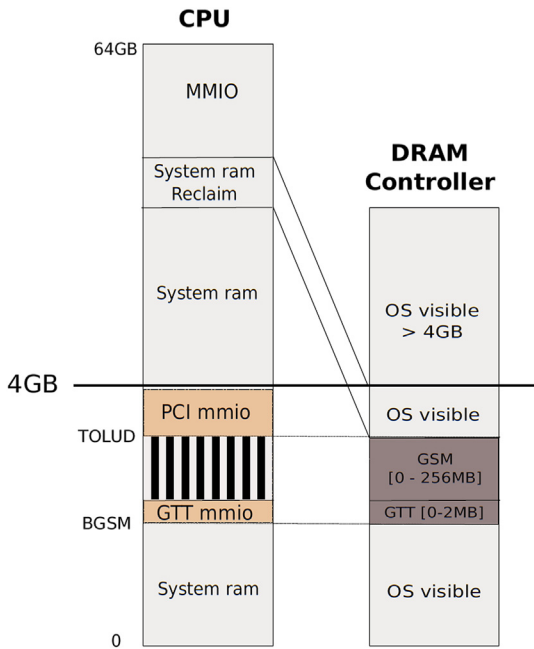 CPU
64GB
MMIO
System ram
Reclaim
DRAM
Controller
System ram
OS visible
> 4GB
4GB
PCI mmio
OS visible
TOLUD
GSM
[0 - 256MB]
GTT mmio
GTT [0-2MB]
BGSM
System ram
OS visible
0